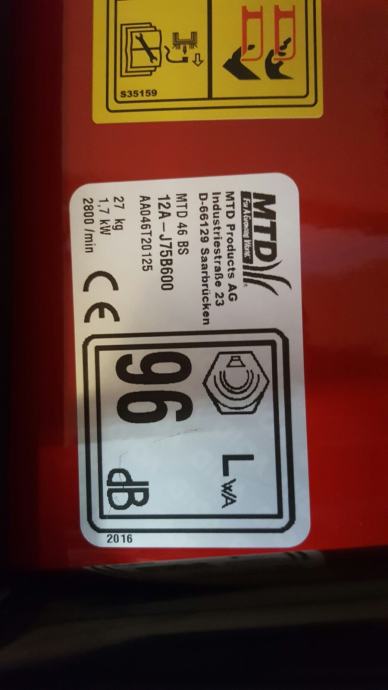 S35159
MTD
For A Growing World.
MTD Products AG
Industriestraße 23
D-66129 Saarbrücken
MTD 46 BS
12A-J75B600
AA046T20125
27 kg
1,7 kW
2800 /min
CE
LWA
96
dB
2016